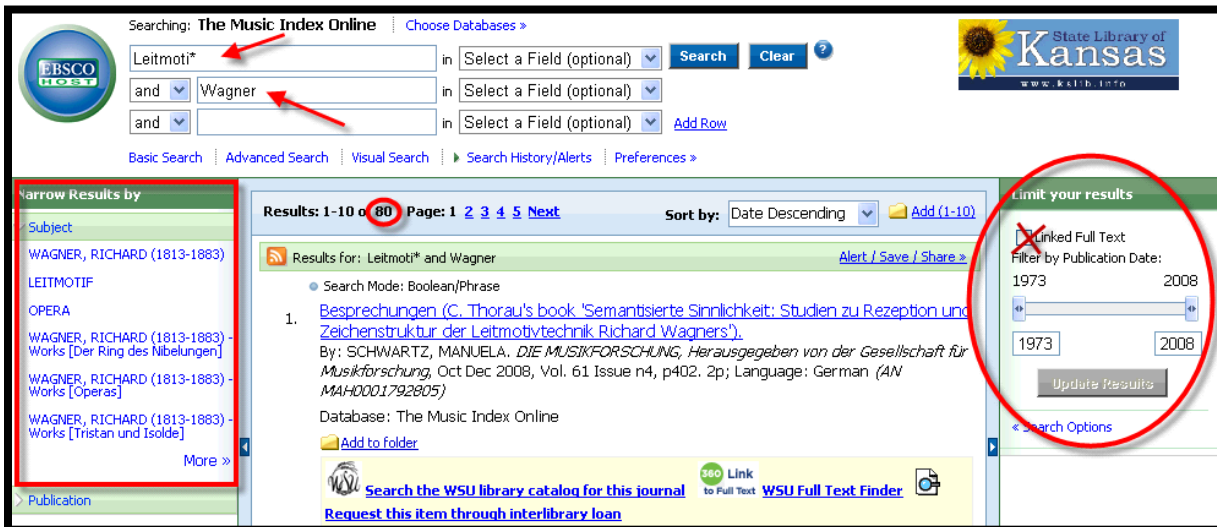 Searching: The Music Index Online Choose Databases »
EBSCO
HOST
Leitmoti* in Select a Field (optional) Search Clear ?
and Wagner in Select a Field (optional)
and in Select a Field (optional) Add Row
Basic Search Advanced Search Visual Search Search History/Alerts Preferences »
State Library of
Kansas
www.kslib.info
Narrow Results by
Subject
WAGNER, RICHARD (1813-1883)
LEITMOTIF
OPERA
WAGNER, RICHARD (1813-1883) -
Works [Der Ring des Nibelungen]
WAGNER, RICHARD (1813-1883) -
Works [Operas]
WAGNER, RICHARD (1813-1883) -
Works [Tristan und Isolde]
More »
Publication
Results: 1-10 o 80 Page: 1 2 3 4 5 Next Sort by: Date Descending Add (1-10)
Results for: Leitmoti* and Wagner Alert / Save / Share »
Search Mode: Boolean/Phrase
1. Besprechungen (C. Thorau's book 'Semantisierte Sinnlichkeit: Studien zu Rezeption und
Zeichenstruktur der Leitmotivtechnik Richard Wagners').
By: SCHWARTZ, MANUELA. DIE MUSIKFORSCHUNG, Herausgegeben von der Gesellschaft für
Musikforschung, Oct Dec 2008, Vol. 61 Issue n4, p402. 2p; Language: German (AN
MAH0001792805)
Database: The Music Index Online
Add to folder
WSU Search the WSU library catalog for this journal 360 Link to Full Text WSU Full Text Finder
Request this item through interlibrary loan
Limit your results
Linked Full Text
Filter by Publication Date:
1973 2008
1973 2008
Update Results
« Search Options